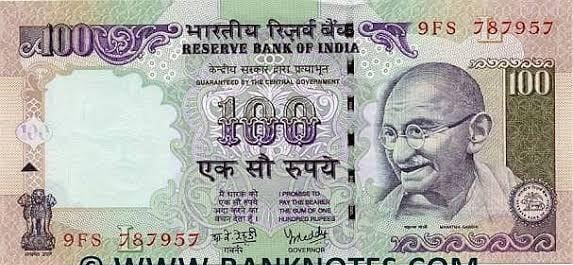 100
भारतीय रिज़र्व बैंक
9FS 787957
RESERVE BANK OF INDIA
केन्द्रीय सरकार द्वारा प्रत्याभूत
GUARANTEED BY THE CENTRAL GOVERNMENT
100
100
एक सौ रुपये
मैं धारक को
एक सौ रुपये
अदा करने का
वचन देता हूँ।
I PROMISE TO
PAY THE BEARER
THE SUM OF ONE
HUNDRED RUPEES
9FS 787957
गवर्नर
GOVERNOR
MAHATMA GANDHI
© WWW.BANKNOTES.COM